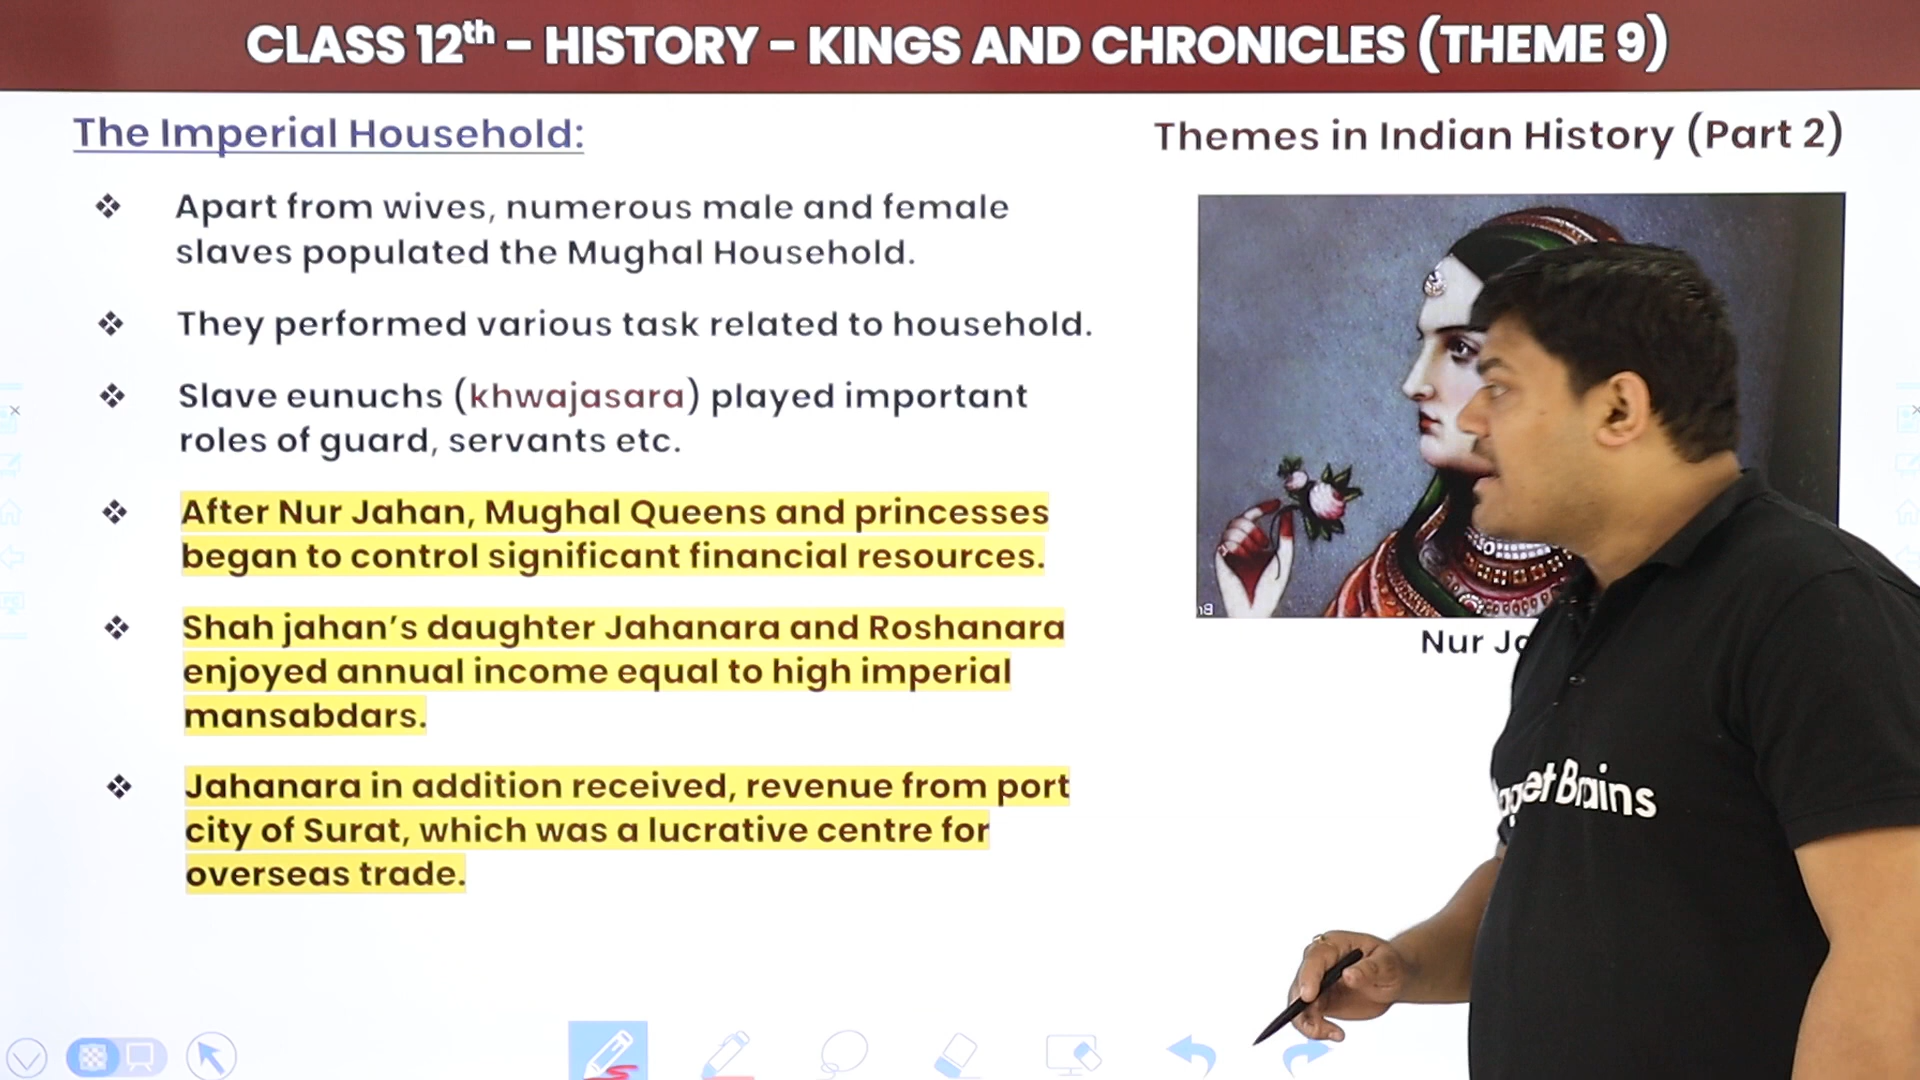 CLASS 12th - HISTORY - KINGS AND CHRONICLES (THEME 9)
The Imperial Household:
Themes in Indian History (Part 2)
❖ Apart from wives, numerous male and female
slaves populated the Mughal Household.
❖ They performed various task related to household.
❖ Slave eunuchs (khwajasara) played important
roles of guard, servants etc.
❖ After Nur Jahan, Mughal Queens and princesses
began to control significant financial resources.
❖ Shah jahan's daughter Jahanara and Roshanara
enjoyed annual income equal to high imperial
mansabdars.
❖ Jahanara in addition received, revenue from port
city of Surat, which was a lucrative centre for
overseas trade.
Nur
Brains